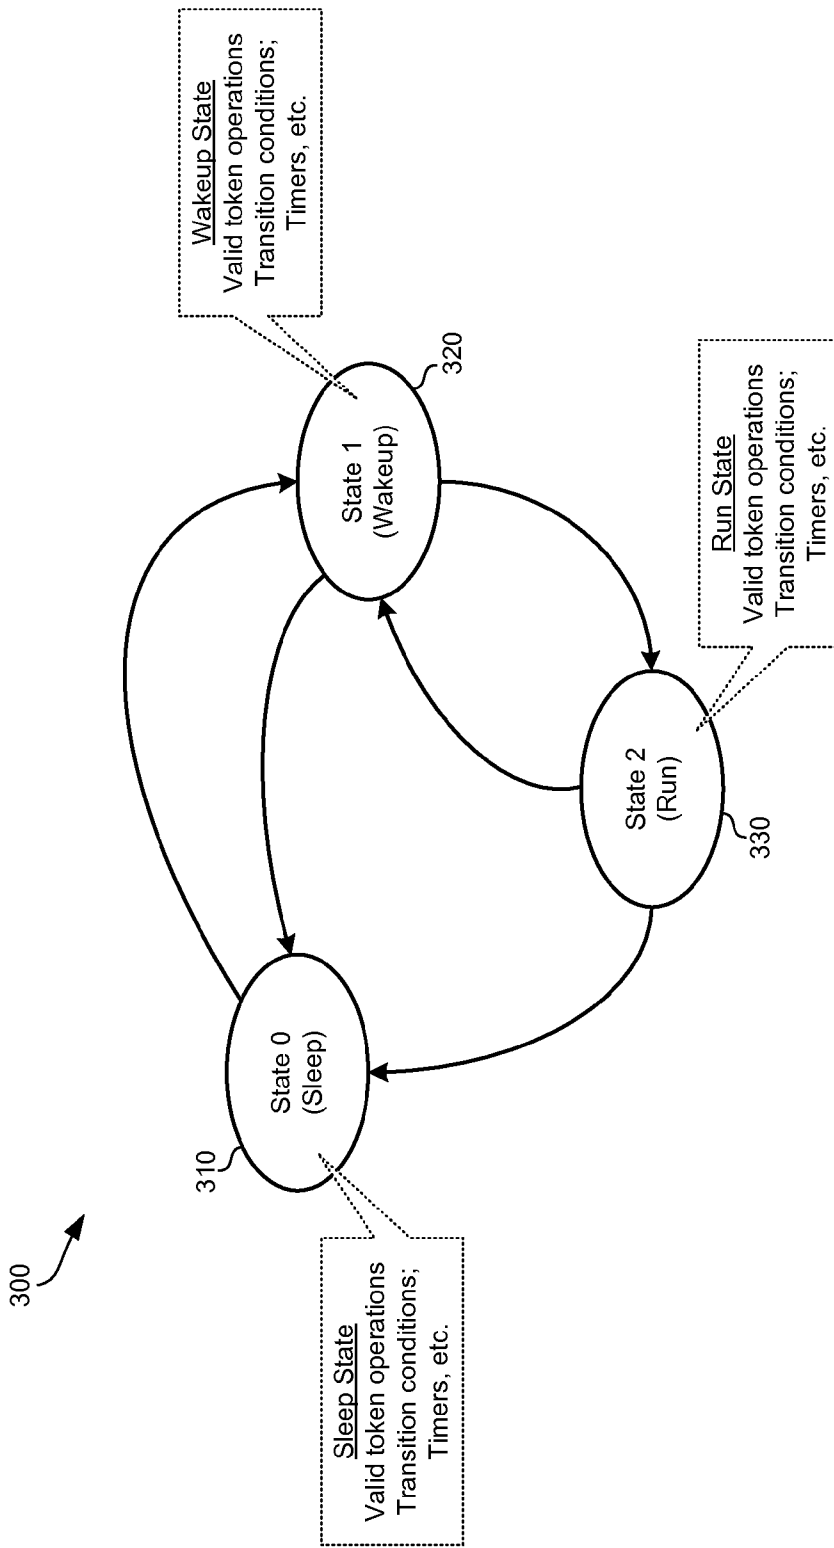 300
Sleep State
Valid token operations
Transition conditions;
Timers, etc.
310
State 0
(Sleep)
State 1
(Wakeup)
320
Wakeup State
Valid token operations
Transition conditions;
Timers, etc.
State 2
(Run)
330
Run State
Valid token operations
Transition conditions;
Timers, etc.